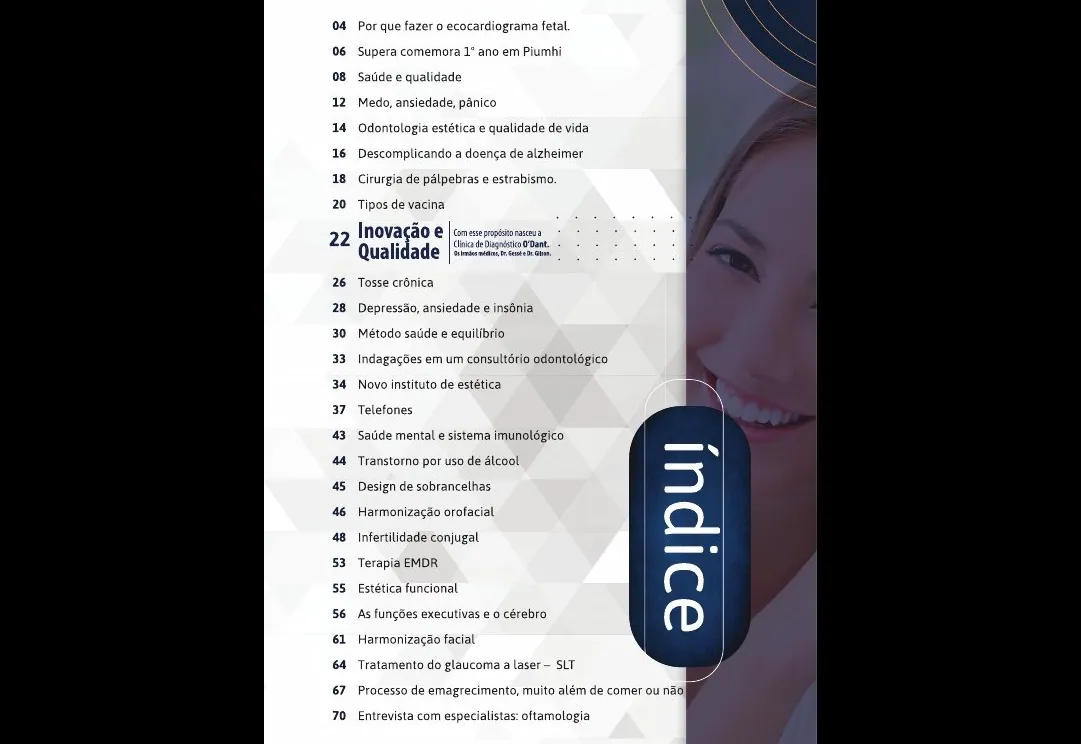 04 Por que fazer o ecocardiograma fetal.
06 Supera comemora 1º ano em Piumhi
08 Saúde e qualidade
12 Medo, ansiedade, pânico
14 Odontologia estética e qualidade de vida
16 Descomplicando a doença de alzheimer
18 Cirurgia de pálpebras e estrabismo.
20 Tipos de vacina
22 Inovação e Qualidade
Com esse propósito nasceu a
Clínica de Diagnóstico O'Dant.
Os irmãos médicos, Dr. Gessé e Dr. Gilson.
26 Tosse crônica
28 Depressão, ansiedade e insônia
30 Método saúde e equilíbrio
33 Indagações em um consultório odontológico
34 Novo instituto de estética
37 Telefones
43 Saúde mental e sistema imunológico
44 Transtorno por uso de álcool
45 Design de sobrancelhas
46 Harmonização orofacial
48 Infertilidade conjugal
53 Terapia EMDR
55 Estética funcional
56 As funções executivas e o cérebro
61 Harmonização facial
64 Tratamento do glaucoma a laser – SLT
67 Processo de emagrecimento, muito além de comer ou não
70 Entrevista com especialistas: oftamologia
índice